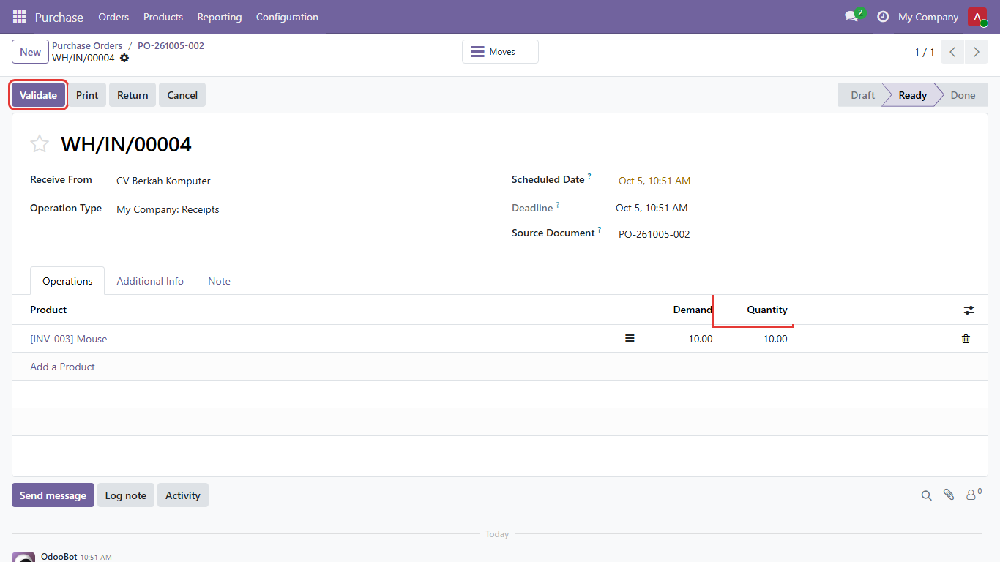 Purchase Orders Products Reporting Configuration 2 My Company A
New Purchase Orders / PO-261005-002
WH/IN/00004
Moves
1 / 1
Validate Print Return Cancel Draft Ready Done
WH/IN/00004
Receive From CV Berkah Komputer
Scheduled Date ? Oct 5, 10:51 AM
Operation Type My Company: Receipts
Deadline ? Oct 5, 10:51 AM
Source Document ? PO-261005-002
Operations Additional Info Note
Product Demand Quantity
[INV-003] Mouse 10.00 10.00
Add a Product
Send message Log note Activity 0
Today
OdooBot 10:51 AM